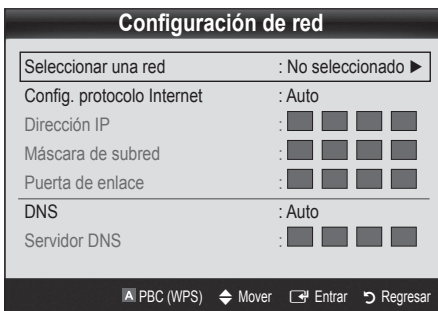 Configuración de red
Seleccionar una red : No seleccionado ▶
Config. protocolo Internet : Auto
Dirección IP :
Máscara de subred :
Puerta de enlace :
DNS : Auto
Servidor DNS :
A PBC (WPS) Mover Entrar Regresar